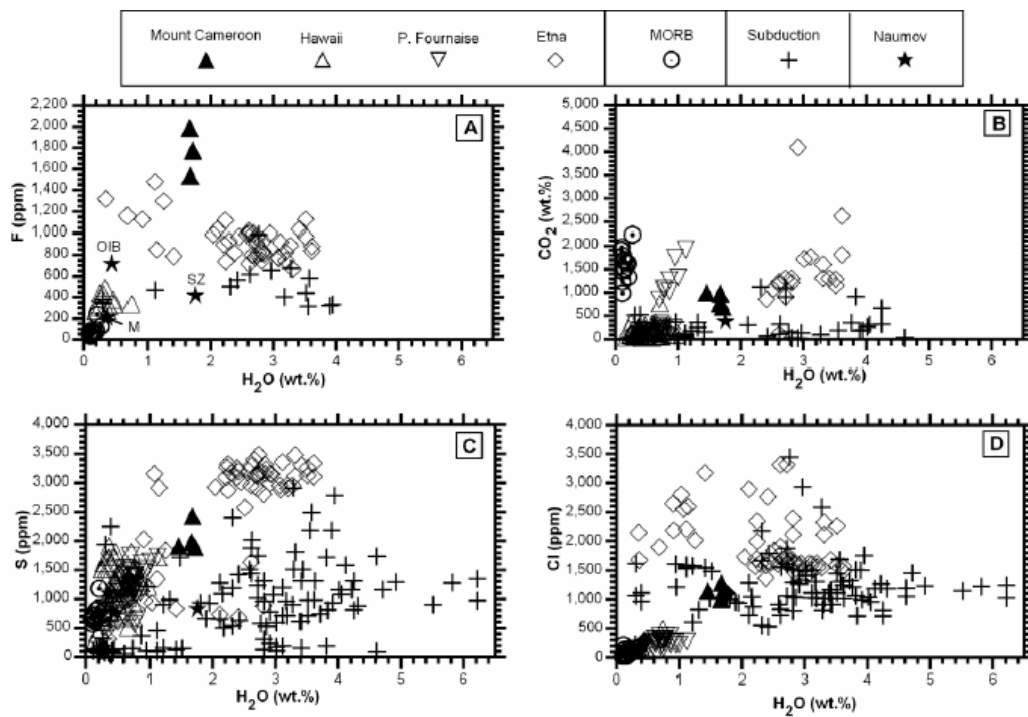 Mount Cameroon Hawaii P. Fournaise Etna MORB Subduction Naumov
A
2,200
2,000
1,800
1,600
1,400
1,200
1,000
800
600
400
200
0
F (ppm)
OIB
SZ
M
0 1 2 3 4 5 6
H2O (wt.%)
B
5,000
4,500
4,000
3,500
3,000
2,500
2,000
1,500
1,000
500
0
CO2 (wt.%)
0 1 2 3 4 5 6
H2O (wt.%)
C
4,000
3,500
3,000
2,500
2,000
1,500
1,000
500
0
S (ppm)
0 1 2 3 4 5 6
H2O (wt.%)
D
4,000
3,500
3,000
2,500
2,000
1,500
1,000
500
0
Cl (ppm)
0 1 2 3 4 5 6
H2O (wt.%)